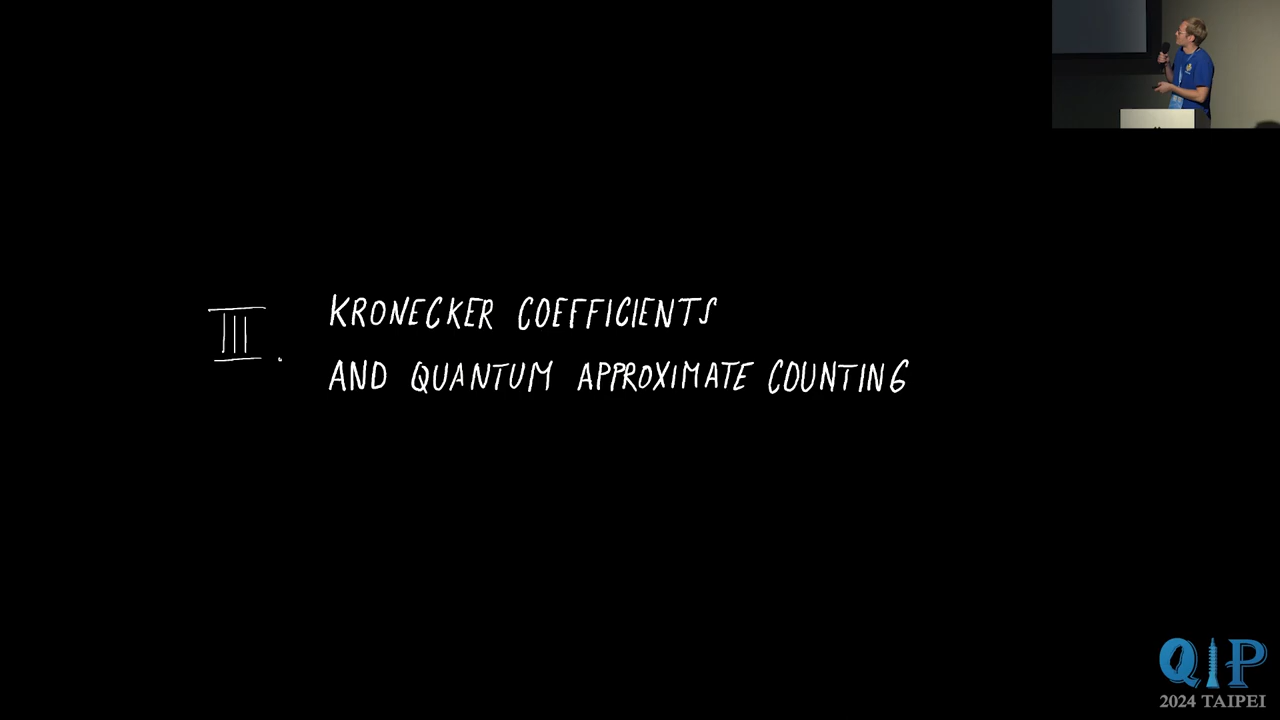 III.
KRONECKER COEFFICIENTS
AND QUANTUM APPROXIMATE COUNTING
QIP
2024 TAIPEI